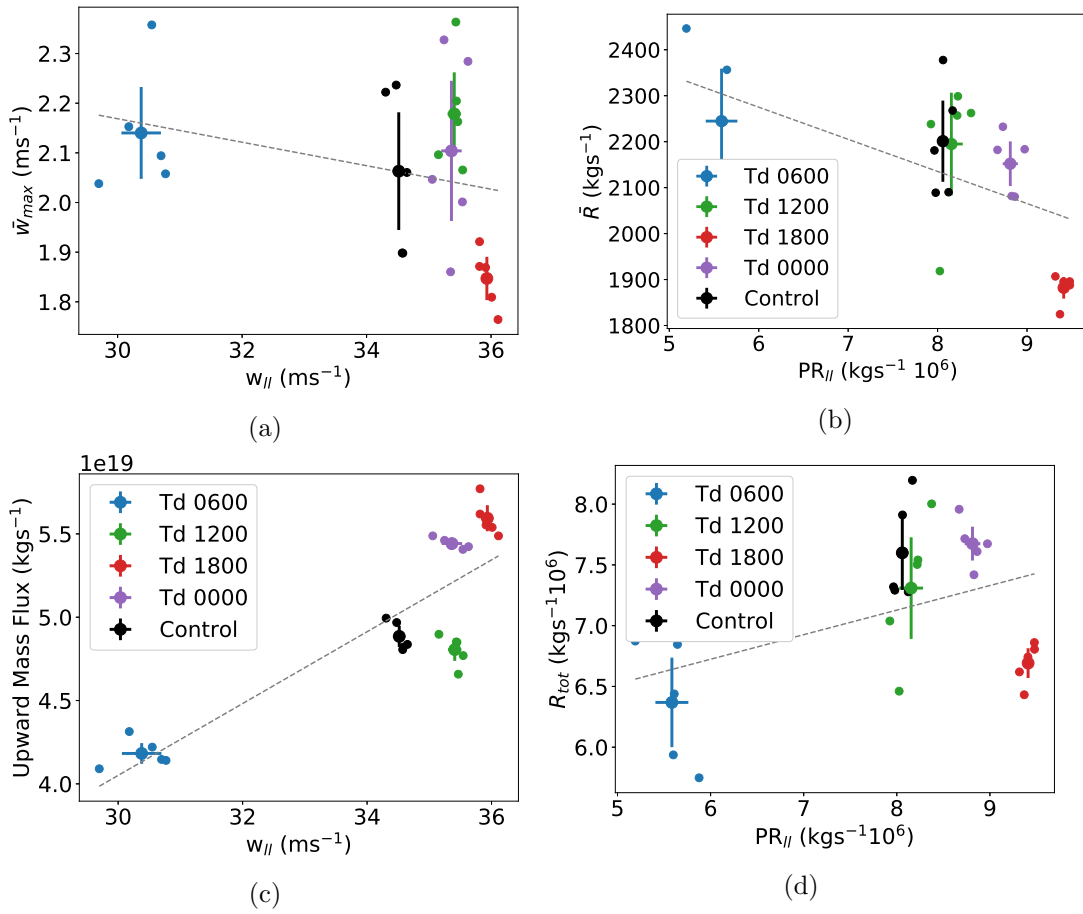 2.3
2.2
2.1
2.0
1.9
1.8
w̄max (ms⁻¹)
30
32
34
36
w// (ms⁻¹)
(a)
2400
2300
2200
2100
2000
1900
1800
R̄ (kgs⁻¹)
Td 0600
Td 1200
Td 1800
Td 0000
Control
5
6
7
8
9
PR// (kgs⁻¹ 10⁶)
(b)
1e19
5.5
5.0
4.5
4.0
Upward Mass Flux (kgs⁻¹)
Td 0600
Td 1200
Td 1800
Td 0000
Control
30
32
34
36
w// (ms⁻¹)
(c)
8.0
7.5
7.0
6.5
6.0
Rtot (kgs⁻¹10⁶)
Td 0600
Td 1200
Td 1800
Td 0000
Control
5
6
7
8
9
PR// (kgs⁻¹10⁶)
(d)